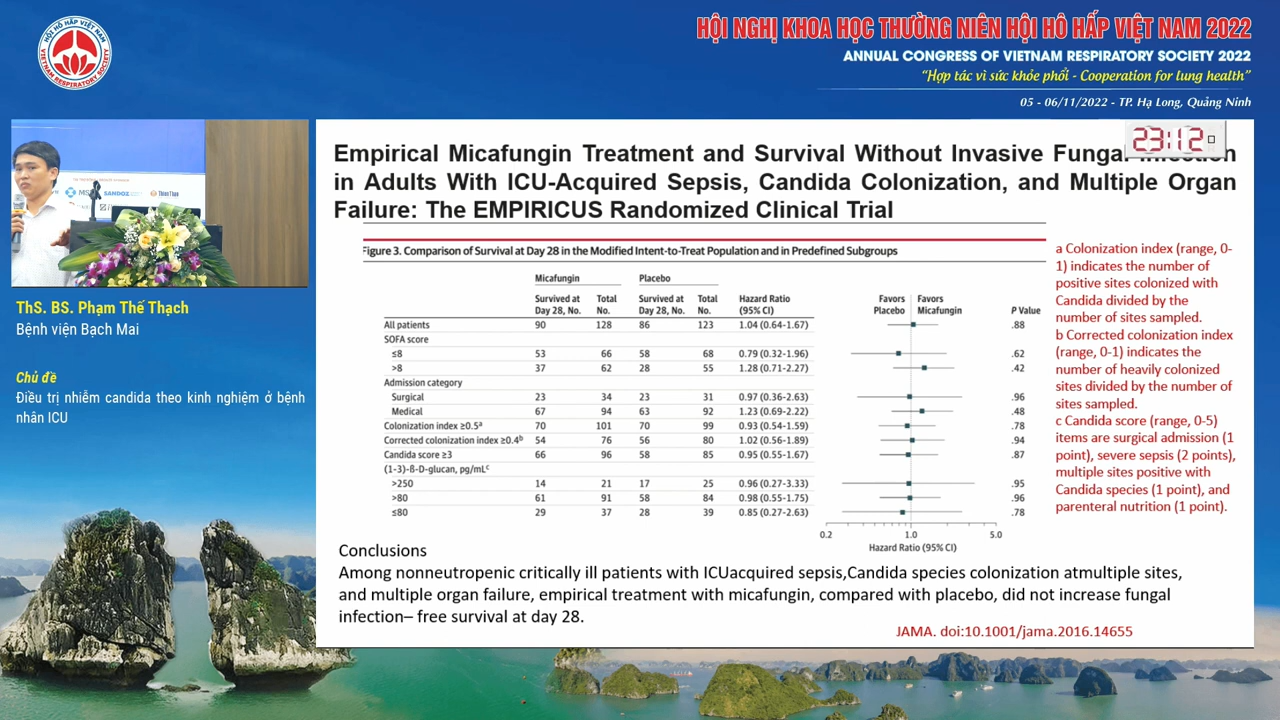 HỘI HÔ HẤP VIỆT NAM
VIETNAM RESPIRATORY SOCIETY
HỘI NGHỊ KHOA HỌC THƯỜNG NIÊN HỘI HÔ HẤP VIỆT NAM 2022
ANNUAL CONGRESS OF VIETNAM RESPIRATORY SOCIETY 2022
“Hợp tác vì sức khỏe phổi - Cooperation for lung health”
05 - 06/11/2022 - TP. Hạ Long, Quảng Ninh
SANDOZ
ThS. BS. Phạm Thế Thạch
Bệnh viện Bạch Mai
Chủ đề
Điều trị nhiễm candida theo kinh nghiệm ở bệnh
nhân ICU
23:12
Empirical Micafungin Treatment and Survival Without Invasive Fungal Infection
in Adults With ICU-Acquired Sepsis, Candida Colonization, and Multiple Organ
Failure: The EMPIRICUS Randomized Clinical Trial
Figure 3. Comparison of Survival at Day 28 in the Modified Intent-to-Treat Population and in Predefined Subgroups
Micafungin Placebo
Survived at Day 28, No. Total No. Survived at Day 28, No. Total No. Hazard Ratio (95% CI) Favors Placebo Favors Micafungin P Value
All patients 90 128 86 123 1.04 (0.64-1.67) .88
SOFA score
≤8 53 66 58 68 0.79 (0.32-1.96) .62
>8 37 62 28 55 1.28 (0.71-2.27) .42
Admission category
Surgical 23 34 23 31 0.97 (0.36-2.63) .96
Medical 67 94 63 92 1.23 (0.69-2.22) .48
Colonization index ≥0.5a 70 101 70 99 0.93 (0.54-1.59) .78
Corrected colonization index ≥0.4b 54 76 56 80 1.02 (0.56-1.89) .94
Candida score ≥3 66 96 58 85 0.95 (0.55-1.67) .87
(1-3)-ß-D-glucan, pg/mLc
>250 14 21 17 25 0.96 (0.27-3.33) .95
>80 61 91 58 84 0.98 (0.55-1.75) .96
≤80 29 37 28 39 0.85 (0.27-2.63) .78
0.2 1.0 5.0
Hazard Ratio (95% CI)
a Colonization index (range, 0-
1) indicates the number of
positive sites colonized with
Candida divided by the
number of sites sampled.
b Corrected colonization index
(range, 0-1) indicates the
number of heavily colonized
sites divided by the number of
sites sampled.
c Candida score (range, 0-5)
items are surgical admission (1
point), severe sepsis (2 points),
multiple sites positive with
Candida species (1 point), and
parenteral nutrition (1 point).
Conclusions
Among nonneutropenic critically ill patients with ICUacquired sepsis,Candida species colonization atmultiple sites,
and multiple organ failure, empirical treatment with micafungin, compared with placebo, did not increase fungal
infection– free survival at day 28.
JAMA. doi:10.1001/jama.2016.14655